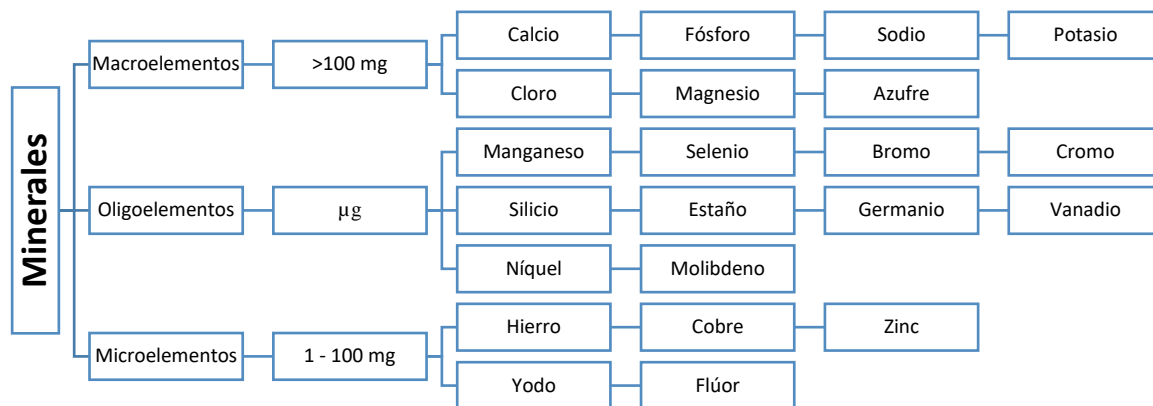 Minerales
Macroelementos
>100 mg
Calcio
Fósforo
Sodio
Potasio
Cloro
Magnesio
Azufre
Oligoelementos
µg
Manganeso
Selenio
Bromo
Cromo
Silicio
Estaño
Germanio
Vanadio
Níquel
Molibdeno
Microelementos
1 - 100 mg
Hierro
Cobre
Zinc
Yodo
Flúor